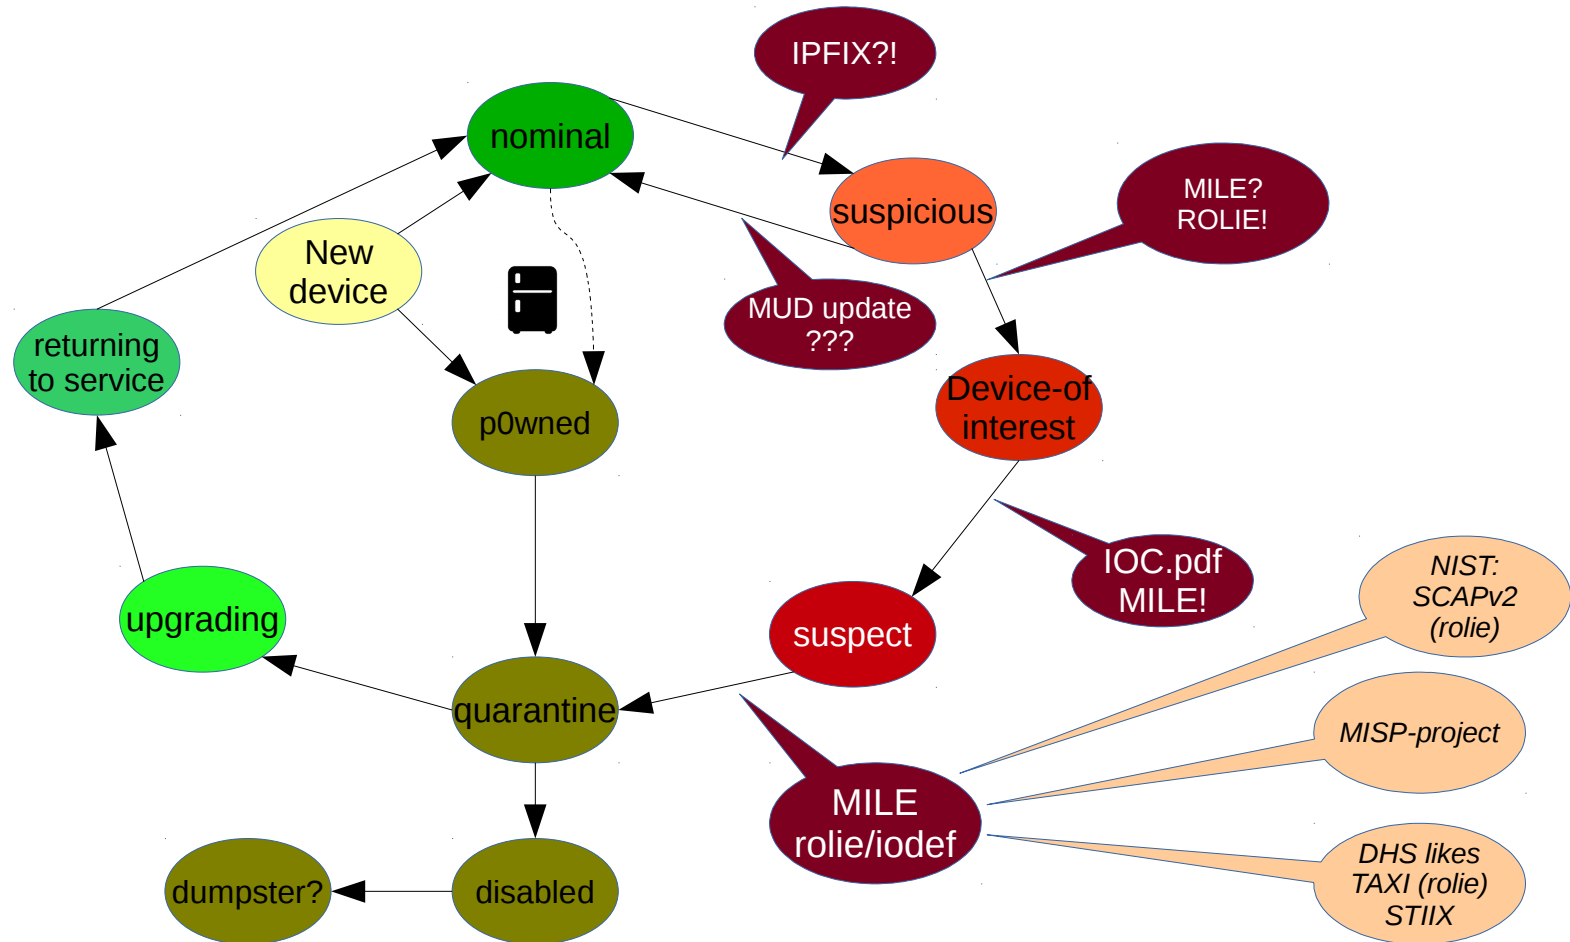 IPFIX?!
nominal
suspicious
MILE?
ROLIE!
New
device
MUD update
???
returning
to service
Device-of
interest
p0wned
IOC.pdf
MILE!
NIST:
SCAPv2
(rolie)
upgrading
suspect
quarantine
MISP-project
MILE
rolie/iodef
DHS likes
TAXI (rolie)
STIIX
dumpster?
disabled